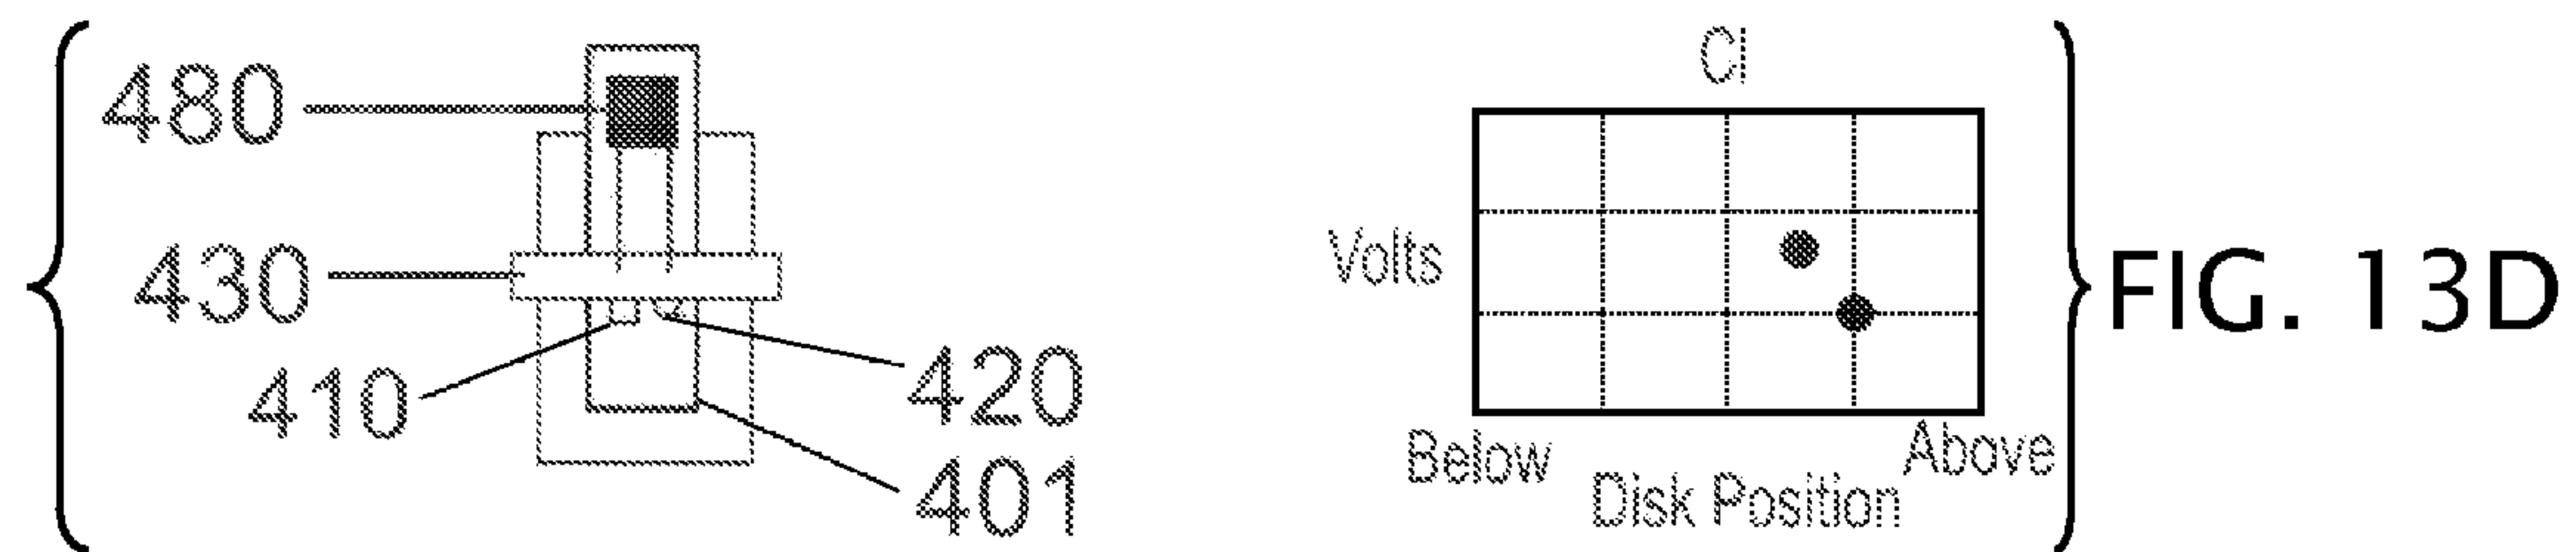 480
430
410
420
401
CI
Volts
Below
Above
Disk Position
FIG. 13D